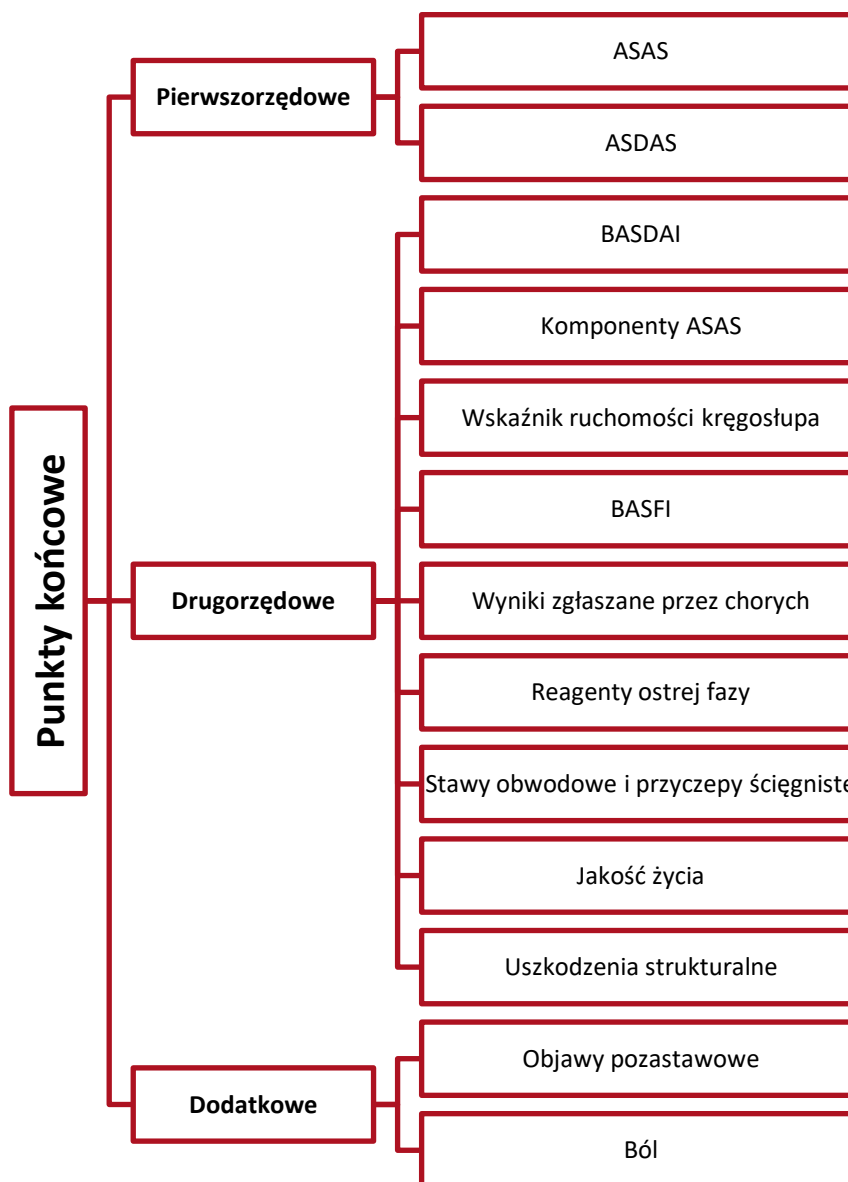 Punkty końcowe
Pierwszorzędowe
ASAS
ASDAS
Drugorzędowe
BASDAI
Komponenty ASAS
Wskaźnik ruchomości kręgosłupa
BASFI
Wyniki zgłaszane przez chorych
Reagenty ostrej fazy
Stawy obwodowe i przyczepy ścięgniste
Jakość życia
Uszkodzenia strukturalne
Dodatkowe
Objawy pozastawowe
Ból